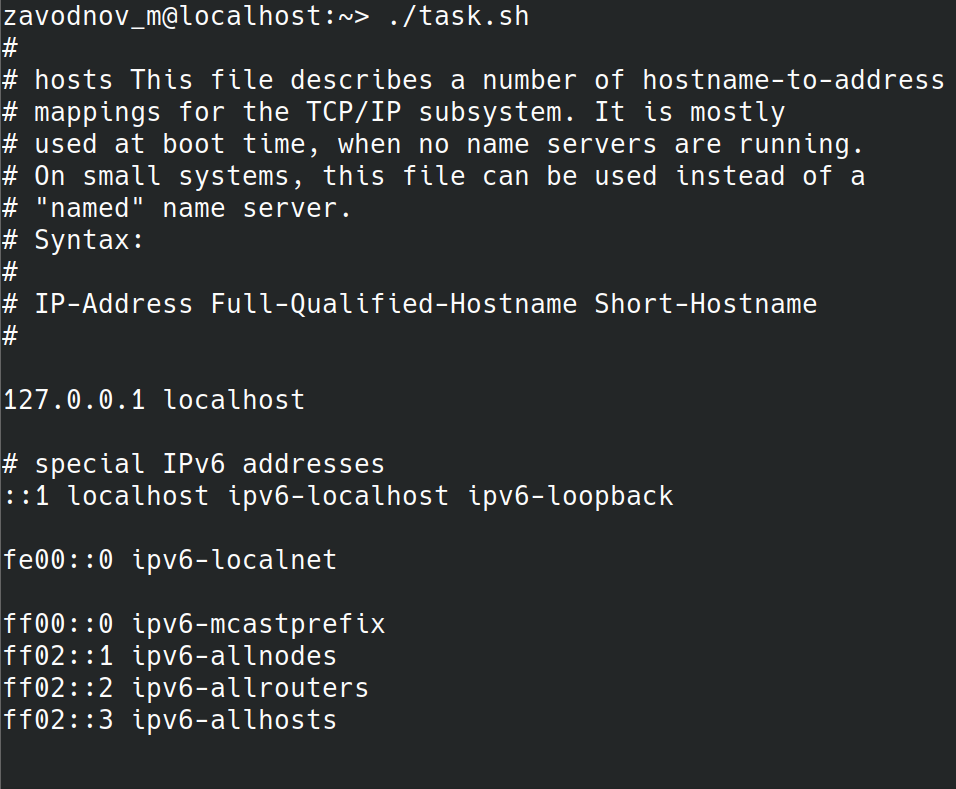 zavodnov_m@localhost:~> ./task.sh
#
# hosts This file describes a number of hostname-to-address
# mappings for the TCP/IP subsystem. It is mostly
# used at boot time, when no name servers are running.
# On small systems, this file can be used instead of a
# "named" name server.
# Syntax:
#
# IP-Address Full-Qualified-Hostname Short-Hostname
#

127.0.0.1 localhost

# special IPv6 addresses
::1 localhost ipv6-localhost ipv6-loopback

fe00::0 ipv6-localnet

ff00::0 ipv6-mcastprefix
ff02::1 ipv6-allnodes
ff02::2 ipv6-allrouters
ff02::3 ipv6-allhosts